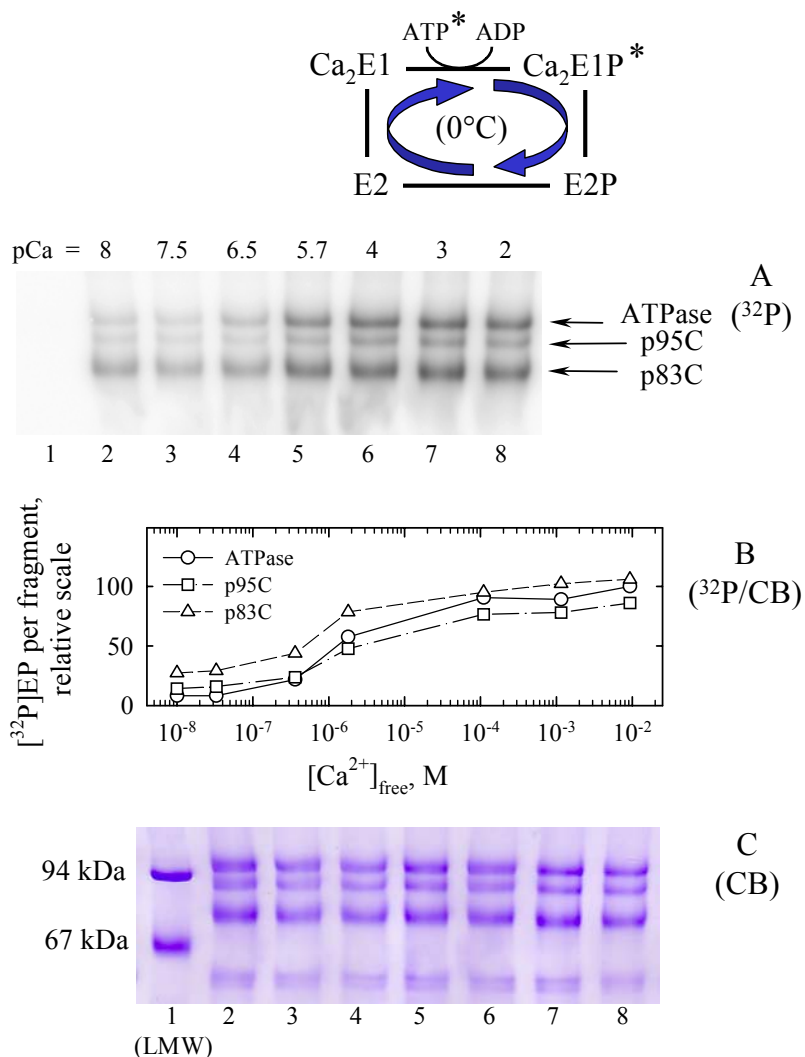 ATP* ADP
Ca₂E1 Ca₂E1P*
(0°C)
E2 E2P
pCa = 8 7.5 6.5 5.7 4 3 2
A
(³²P)
ATPase
p95C
p83C
1 2 3 4 5 6 7 8
[³²P]EP per fragment,
relative scale
100
50
0
ATPase
p95C
p83C
10⁻⁸ 10⁻⁷ 10⁻⁶ 10⁻⁵ 10⁻⁴ 10⁻³ 10⁻²
[Ca²⁺]free, M
B
(³²P/CB)
94 kDa
67 kDa
C
(CB)
1 2 3 4 5 6 7 8
(LMW)